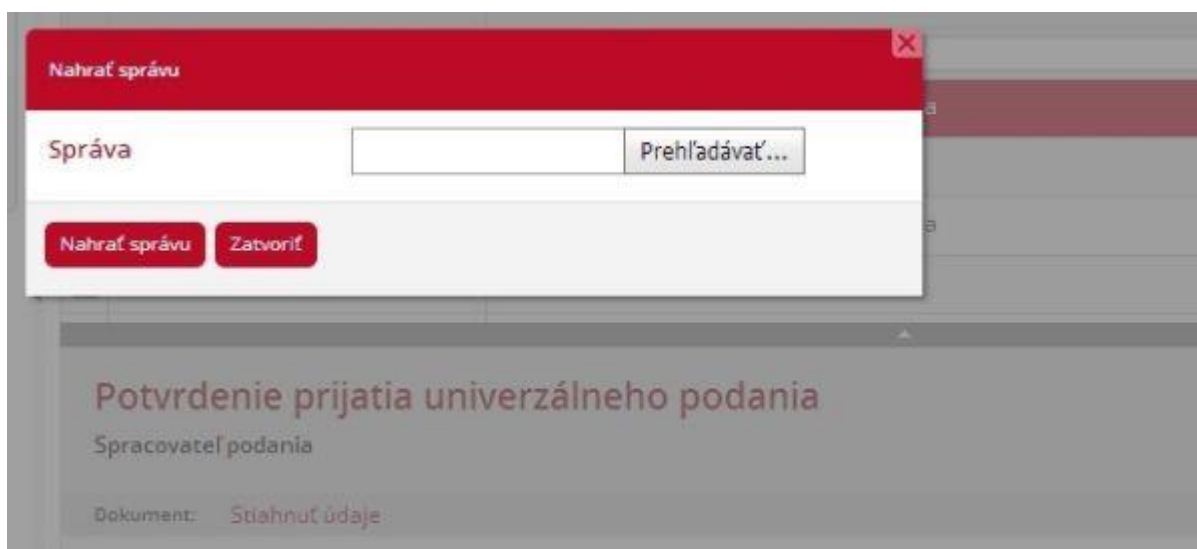 Nahrať správu
Správa
Prehľadávať...
Nahrať správu
Zatvoriť
a
a
Potvrdenie prijatia univerzálneho podania
Spracovateľ podania
Dokument: Stiahnuť údaje